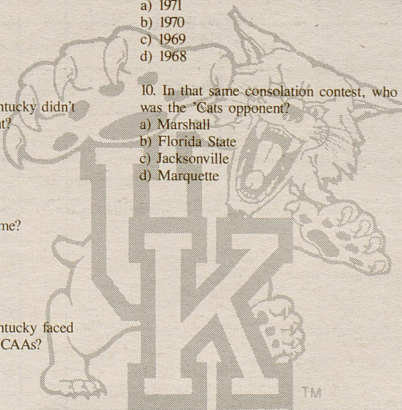 ntucky didn't
nt?
me?
ntucky faced
CAAs?
a) 1971
b) 1970
c) 1969
d) 1968
10. In that same consolation contest, who
was the 'Cats opponent?
a) Marshall
b) Florida State
c) Jacksonville
d) Marquette
UK
TM